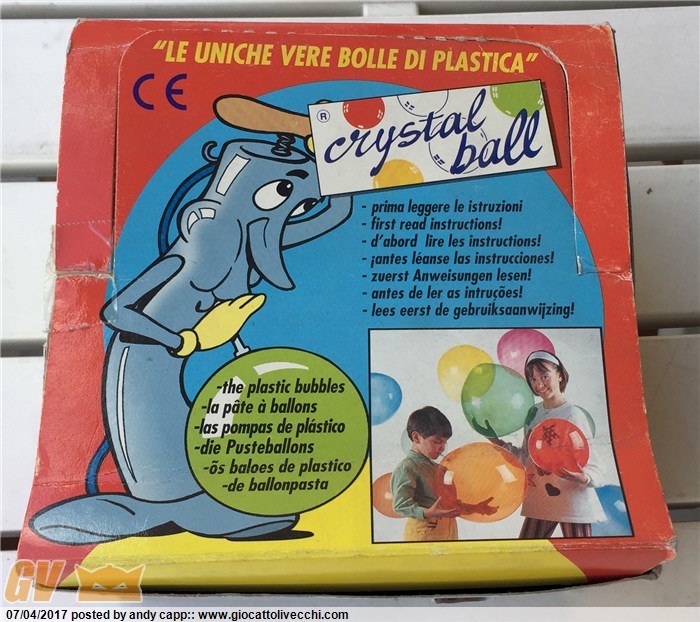 "LE UNICHE VERE BOLLE DI PLASTICA"
CE
®
crystal
ball
- prima leggere le istruzioni
- first read instructions!
- d'abord lire les instructions!
- ¡antes léanse las instrucciones!
- zuerst Anweisungen lesen!
- antes de ler as intruções!
- lees eerst de gebruiksaanwijzing!
-the plastic bubbles
-la pâte à ballons
-las pompas de plástico
-die Pusteballons
-õs baloes de plastico
-de ballonpasta
GV
07/04/2017 posted by andy capp:: www.giocattolivecchi.com